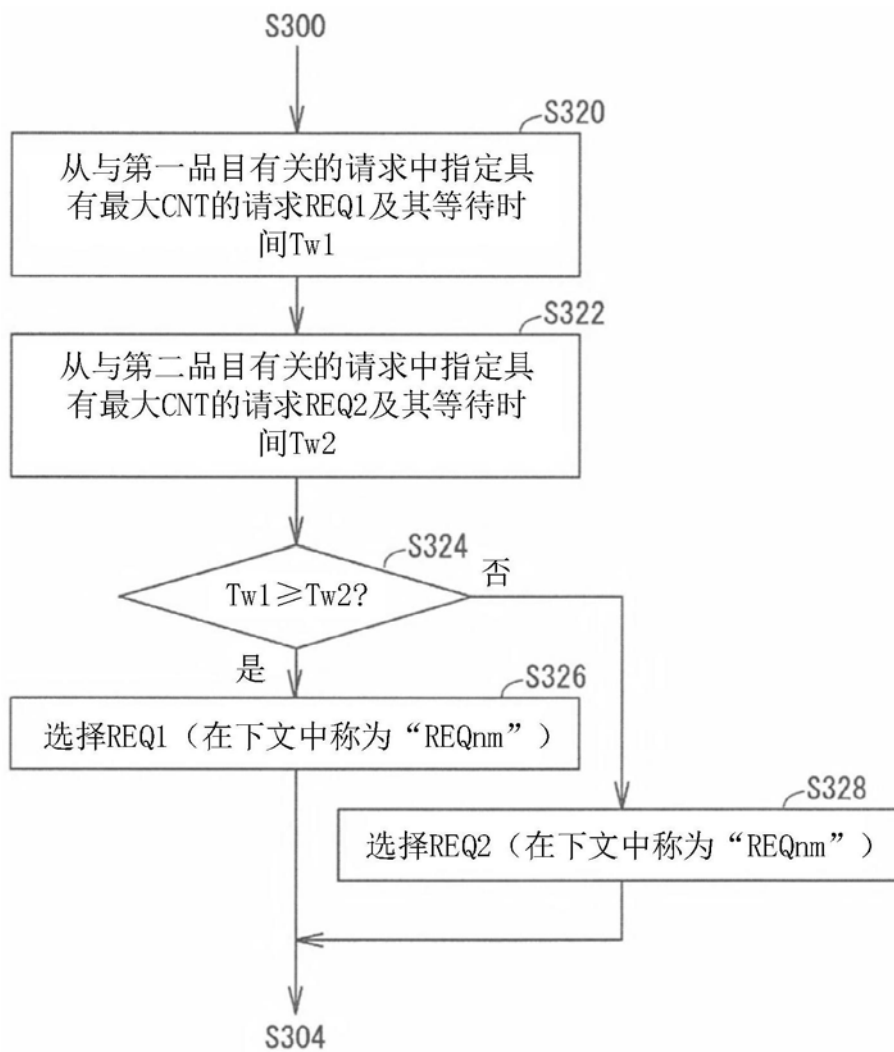 S300
S320
从与第一品目有关的请求中指定具
有最大CNT的请求REQ1及其等待时
间Tw1
S322
从与第二品目有关的请求中指定具
有最大CNT的请求REQ2及其等待时
间Tw2
S324
Tw1≥Tw2?
否
是
S326
选择REQ1（在下文中称为“REQnm”）
S328
选择REQ2（在下文中称为“REQnm”）
S304